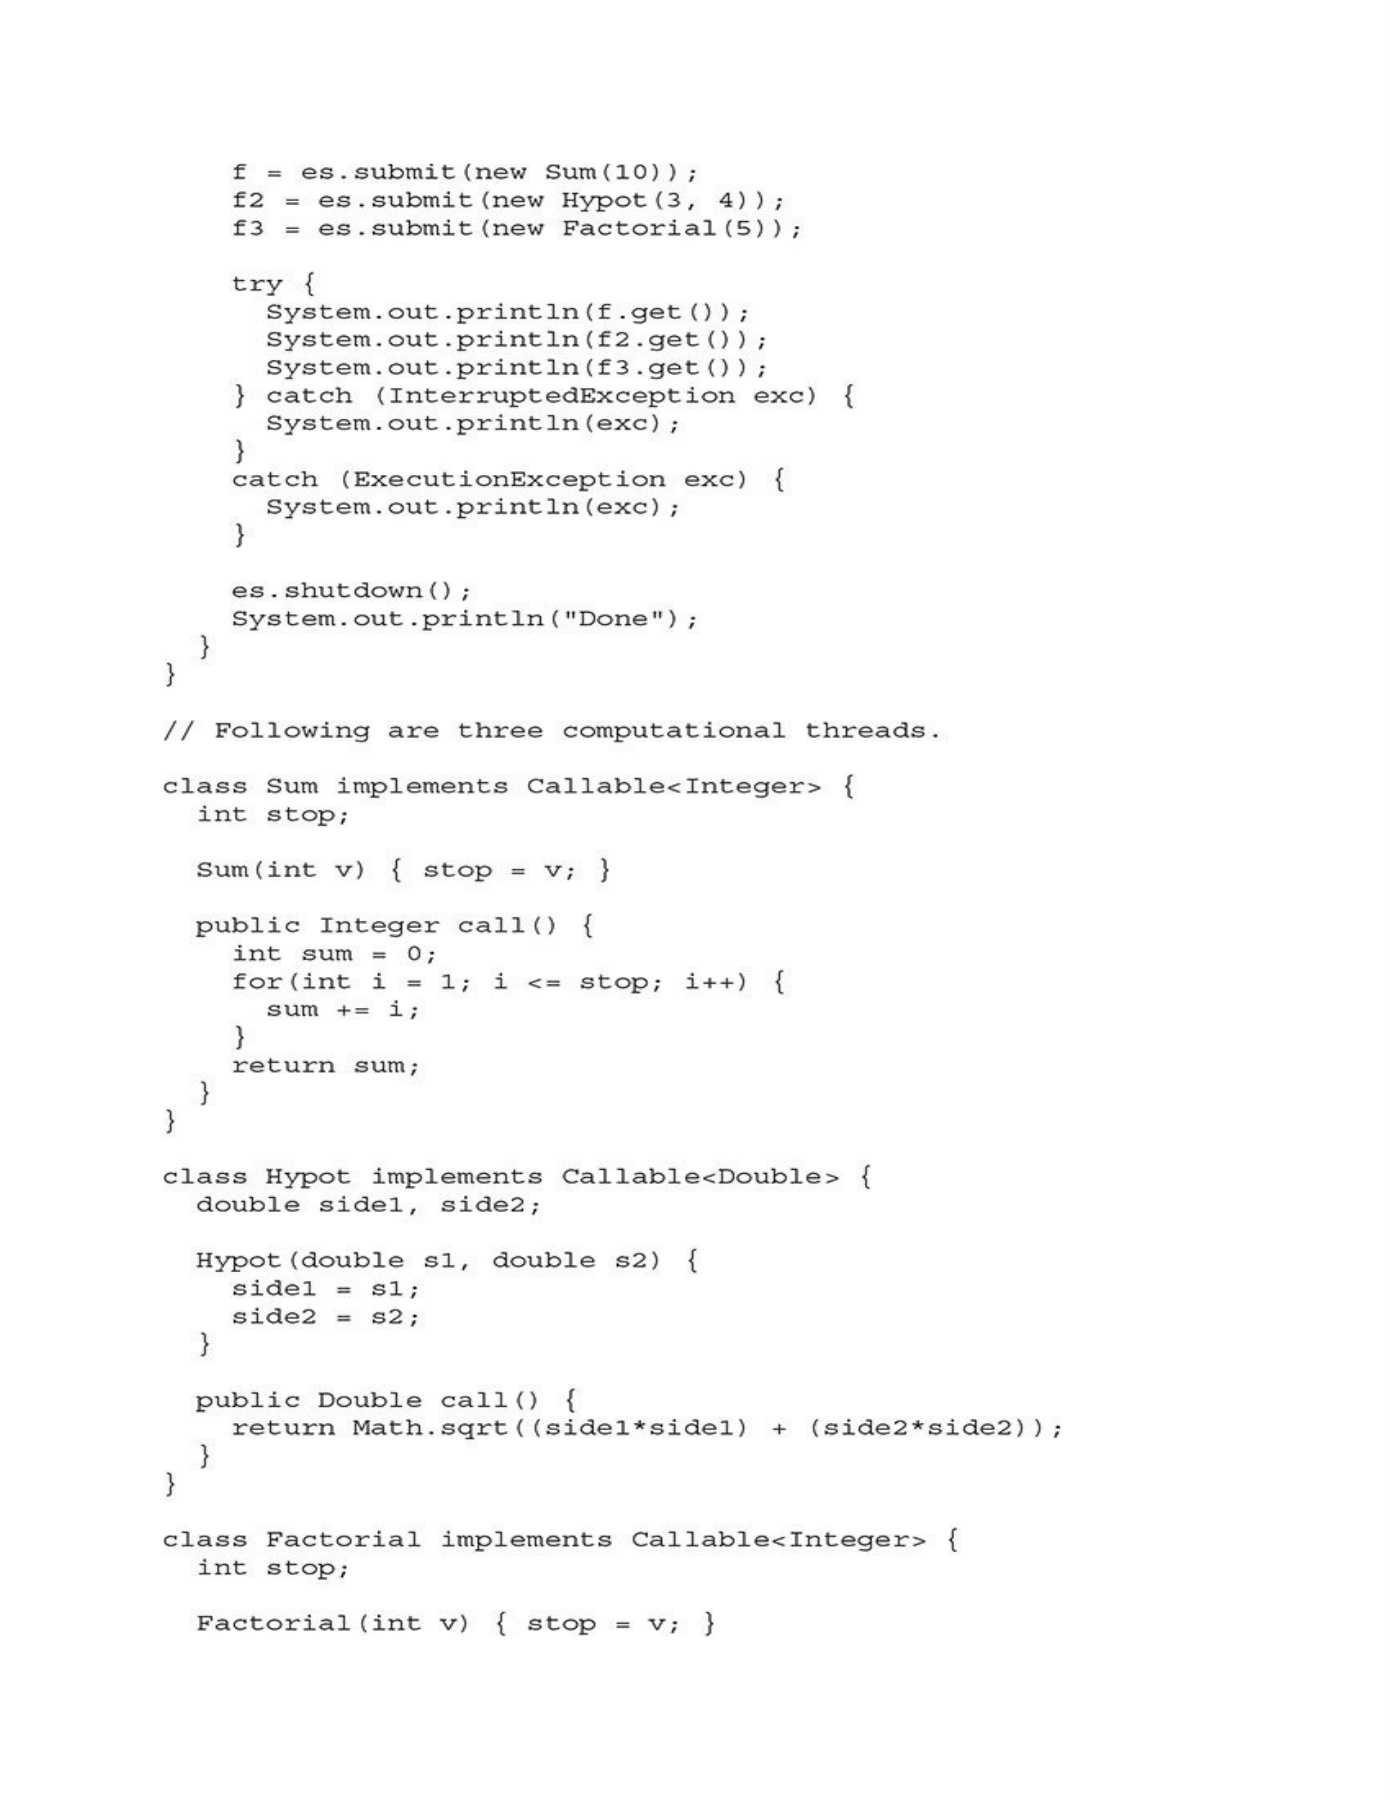 f = es.submit(new Sum(10));
f2 = es.submit(new Hypot(3, 4));
f3 = es.submit(new Factorial(5));
try {
System.out.println(f.get());
System.out.println(f2.get());
System.out.println(f3.get());
} catch (InterruptedException exc) {
System.out.println(exc);
}
catch (ExecutionException exc) {
System.out.println(exc);
}
es.shutdown();
System.out.println("Done");
}
}
// Following are three computational threads.
class Sum implements Callable<Integer> {
int stop;
Sum(int v) { stop = v; }
public Integer call() {
int sum = 0;
for(int i = 1; i <= stop; i++) {
sum += i;
}
return sum;
}
}
class Hypot implements Callable<Double> {
double side1, side2;
Hypot(double s1, double s2) {
side1 = s1;
side2 = s2;
}
public Double call() {
return Math.sqrt((side1*side1) + (side2*side2));
}
}
class Factorial implements Callable<Integer> {
int stop;
Factorial(int v) { stop = v; }